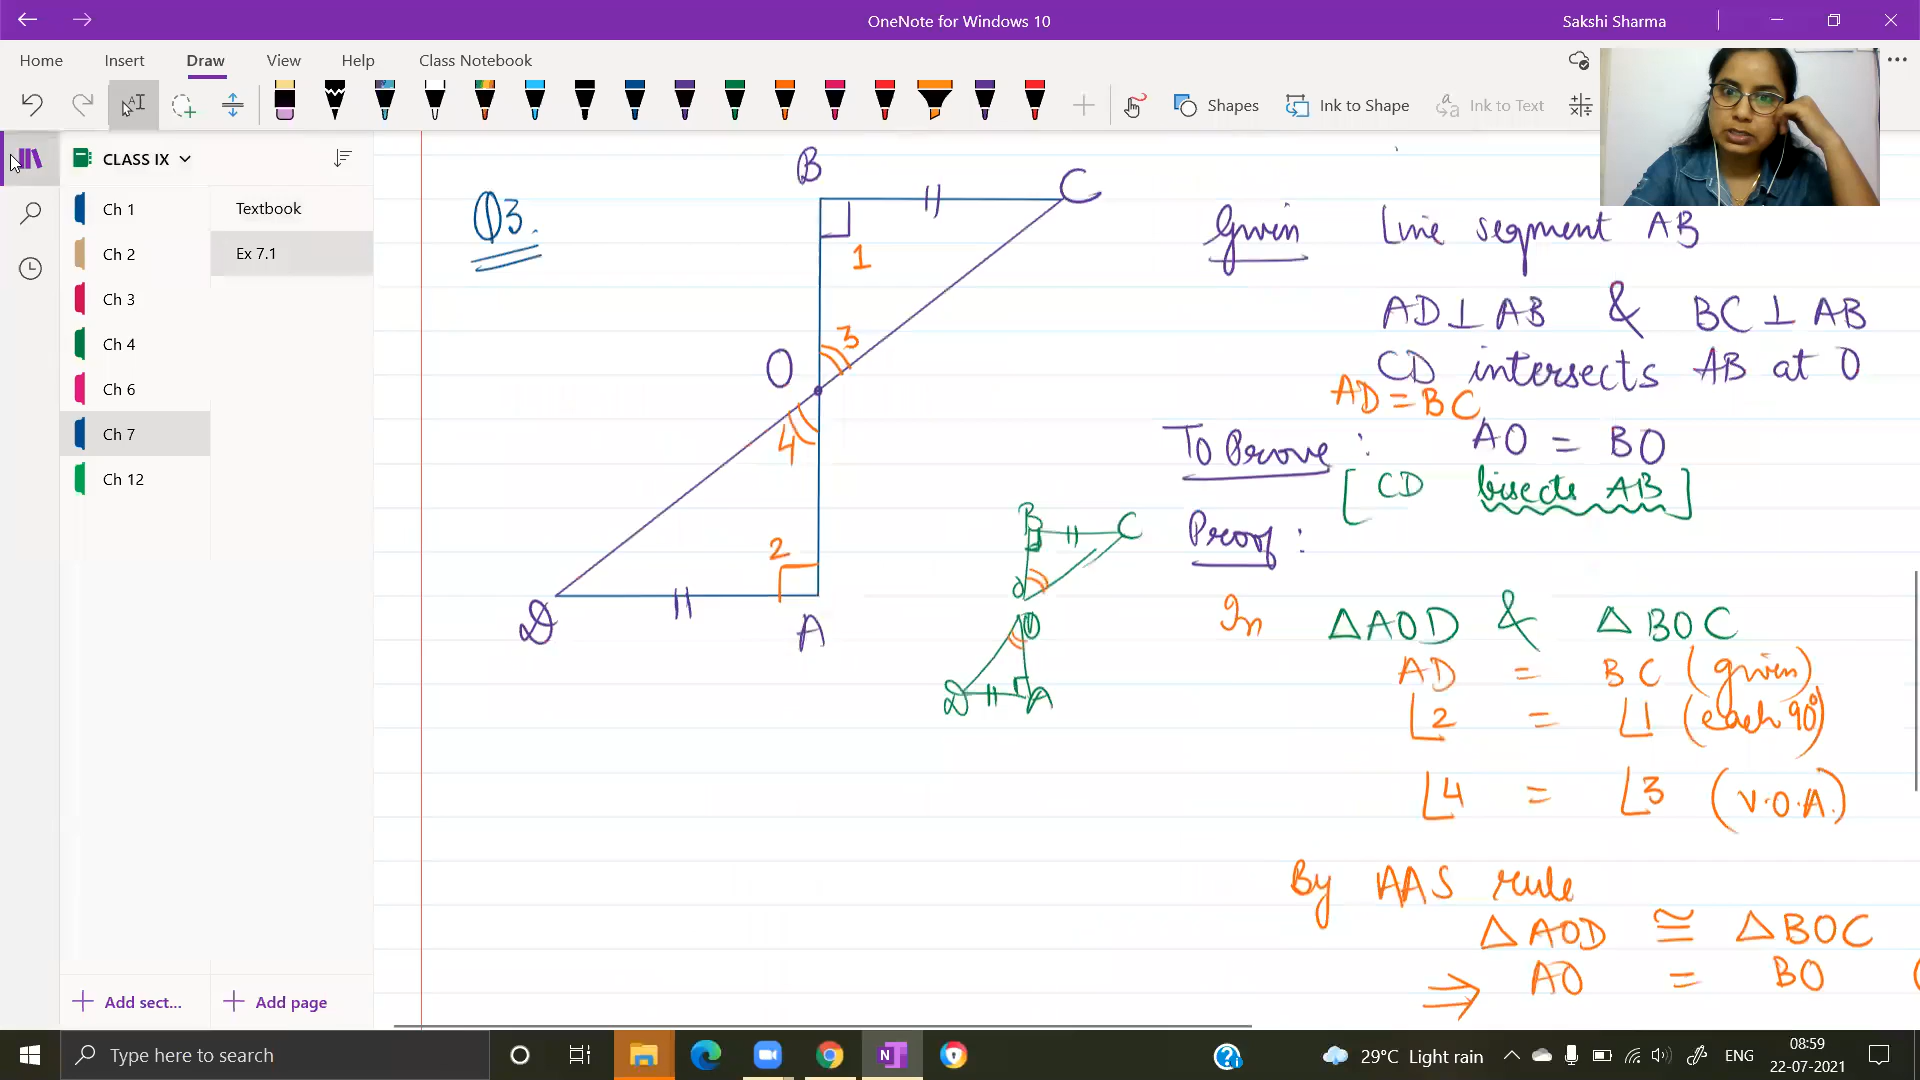 OneNote for Windows 10
Sakshi Sharma
Home Insert Draw View Help Class Notebook
Shapes Ink to Shape Ink to Text
CLASS IX
Ch 1
Ch 2
Ch 3
Ch 4
Ch 6
Ch 7
Ch 12
Textbook
Ex 7.1
Add sect...
Add page
Q3.
B
C
1
3
O
4
2
D
A
B
C
O
O
D
A
Given Line segment AB
AD⊥AB & BC⊥AB
CD intersects AB at O
AD = BC
To Prove : AO = BO
[CD bisects AB]
Proof :
In △AOD & △BOC
AD = BC (given)
∠2 = ∠1 (each 90°)
∠4 = ∠3 (V.O.A.)
By AAS rule
△AOD ≅ △BOC
⇒ AO = BO (
Type here to search
29°C Light rain
ENG
08:59
22-07-2021